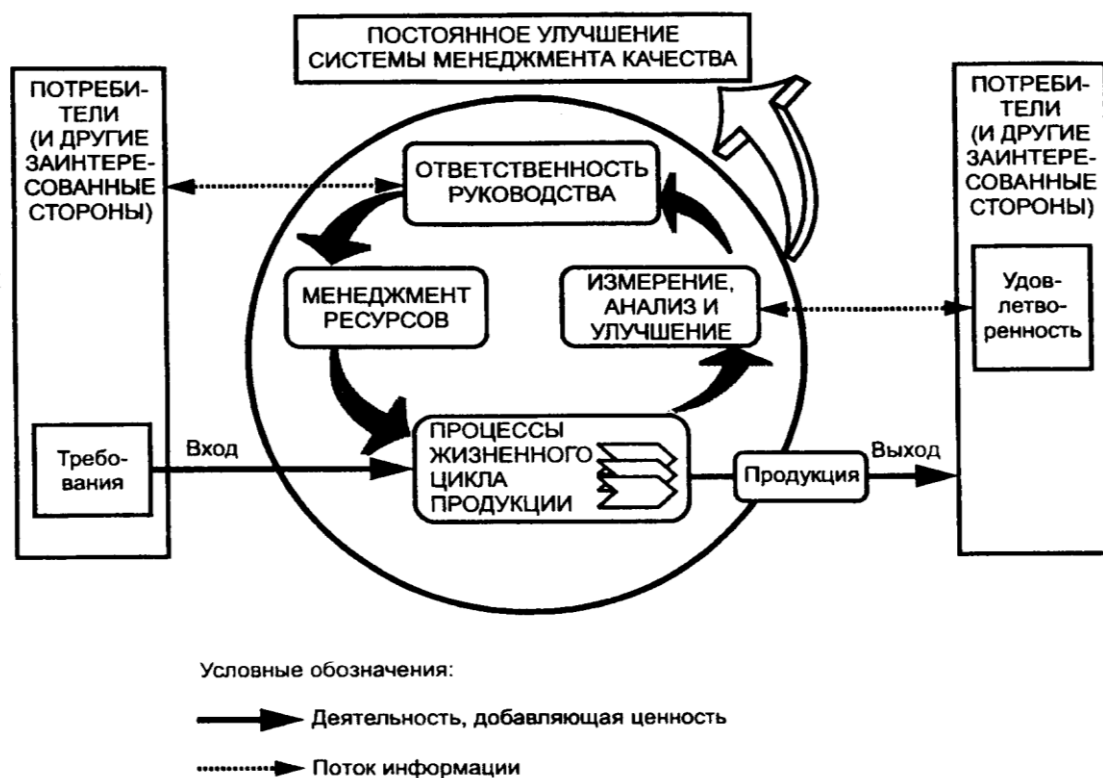 ПОСТОЯННОЕ УЛУЧШЕНИЕ
СИСТЕМЫ МЕНЕДЖМЕНТА КАЧЕСТВА
ПОТРЕБИ-
ТЕЛИ
(И ДРУГИЕ
ЗАИНТЕРЕ-
СОВАННЫЕ
СТОРОНЫ)
ПОТРЕБИ-
ТЕЛИ
(И ДРУГИЕ
ЗАИНТЕРЕ-
СОВАННЫЕ
СТОРОНЫ)
ОТВЕТСТВЕННОСТЬ
РУКОВОДСТВА
МЕНЕДЖМЕНТ
РЕСУРСОВ
ИЗМЕРЕНИЕ,
АНАЛИЗ И
УЛУЧШЕНИЕ
Удов-
летво-
ренность
Требо-
вания
Вход
ПРОЦЕССЫ
ЖИЗНЕННОГО
ЦИКЛА
ПРОДУКЦИИ
Продукция
Выход
Условные обозначения:
Деятельность, добавляющая ценность
Поток информации